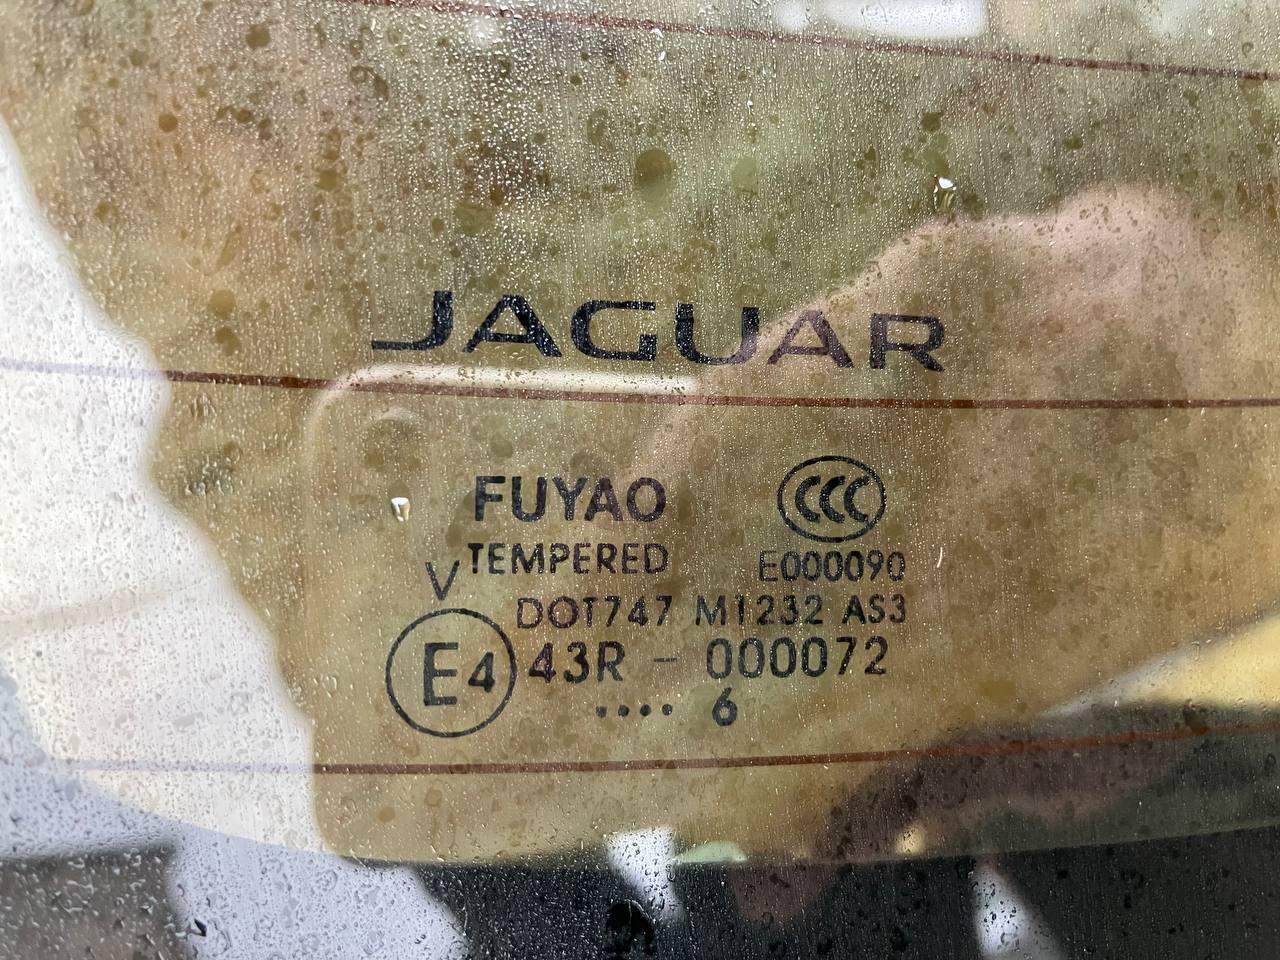 JAGUAR
FUYAO CCC
TEMPERED E000090
V
DOT747 M1232 AS3
E4 43R - 000072
.... 6